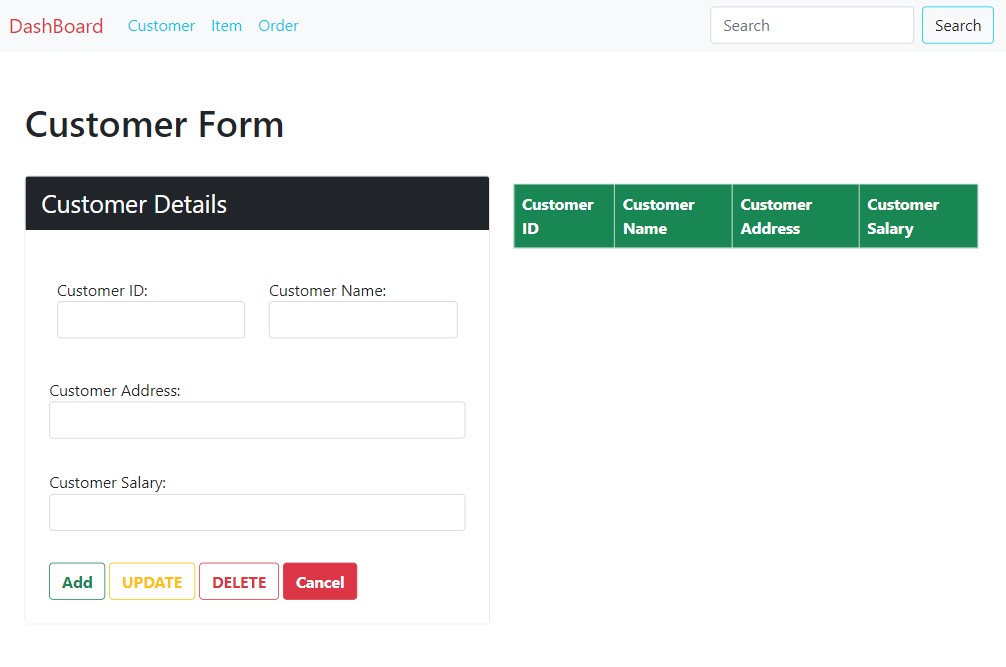 DashBoard Customer Item Order Search Search
Customer Form
Customer Details
Customer ID: Customer Name:
Customer Address:
Customer Salary:
Add UPDATE DELETE Cancel
Customer Customer Customer Customer
ID Name Address Salary